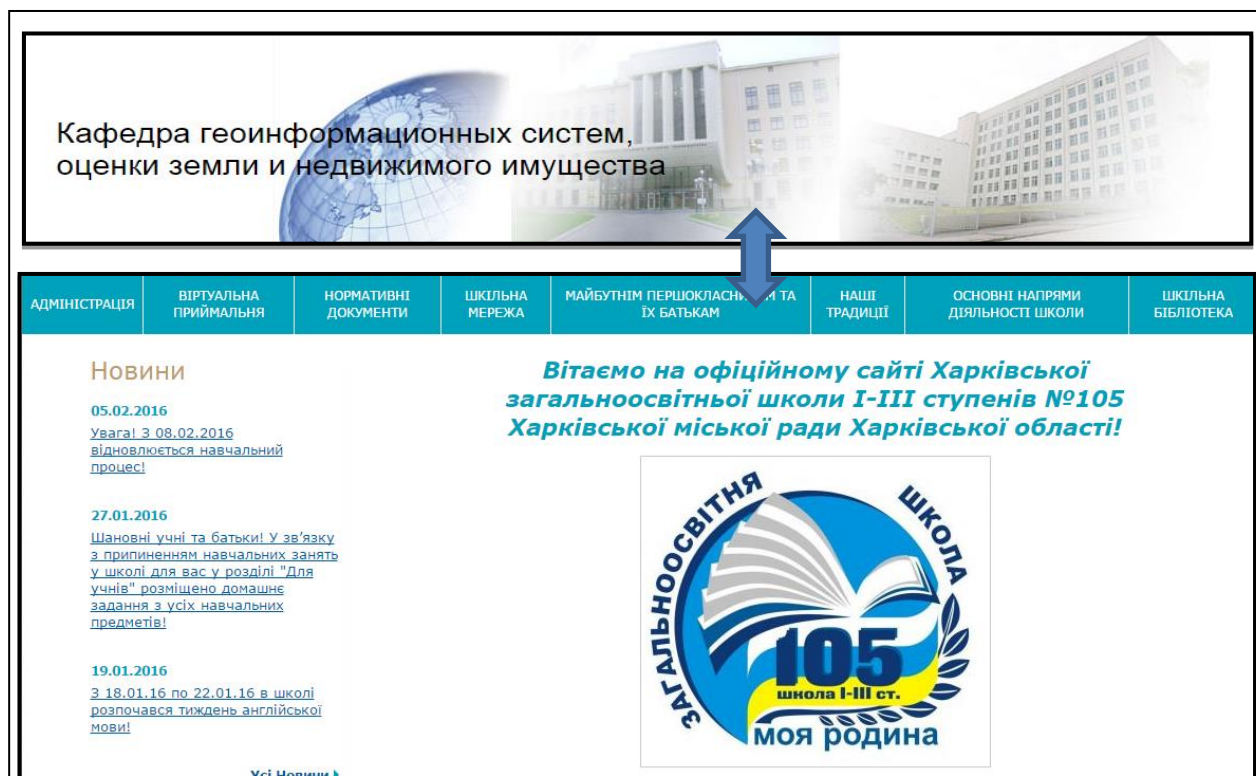 Кафедра геоинформационных систем,
оценки земли и недвижимого имущества
АДМІНІСТРАЦІЯ
ВІРТУАЛЬНА
ПРИЙМАЛЬНЯ
НОРМАТИВНІ
ДОКУМЕНТИ
ШКІЛЬНА
МЕРЕЖА
МАЙБУТНІМ ТА
ЇХ БАТЬКАМ
НАШІ
ТРАДИЦІЇ
ОСНОВНІ НАПРЯМИ
ДІЯЛЬНОСТІ ШКОЛИ
ШКІЛЬНА
БІБЛІОТЕКА
Новини
05.02.2016
Увага! З 08.02.2016
відновлюється навчальний
процес!
27.01.2016
Шановні учні та батьки! У зв'язку
з припиненням навчальних занять
у школі для вас у розділі "Для
учнів" розміщено домашнє
задання з усіх навчальних
предметів!
19.01.2016
З 18.01.16 по 22.01.16 в школі
розпочався тиждень англійської
мови!
Усі Новини
Вітаємо на офіційному сайті Харківської
загальноосвітньої школи І-ІІІ ступенів №105
Харківської міської ради Харківської області!
ЗАГАЛЬНООСВІТНЯ ШКОЛА
105
школа І-ІІІ ст.
моя родина